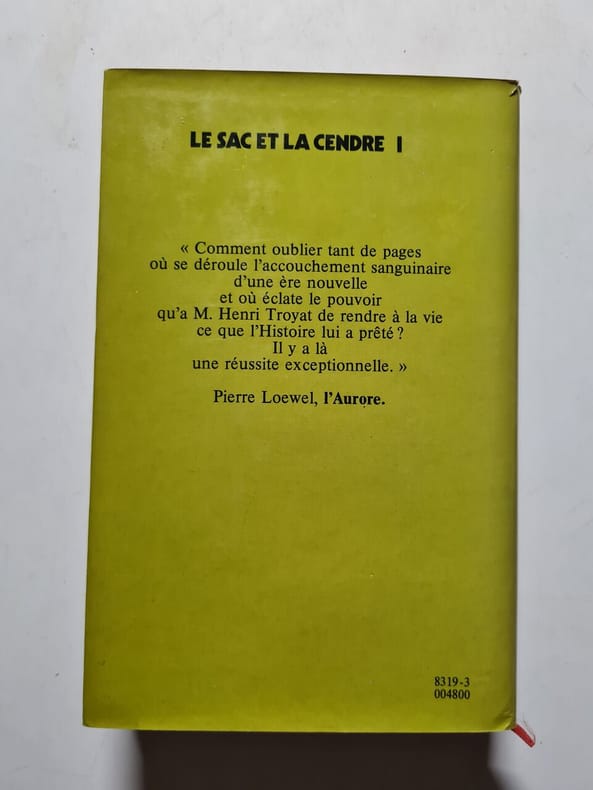 LE SAC ET LA CENDRE I
« Comment oublier tant de pages
où se déroule l'accouchement sanguinaire
d'une ère nouvelle
et où éclate le pouvoir
qu'a M. Henri Troyat de rendre à la vie
ce que l'Histoire lui a prêté ?
Il y a là
une réussite exceptionnelle. »
Pierre Loewel, l'Aurore.
8319-3
004800